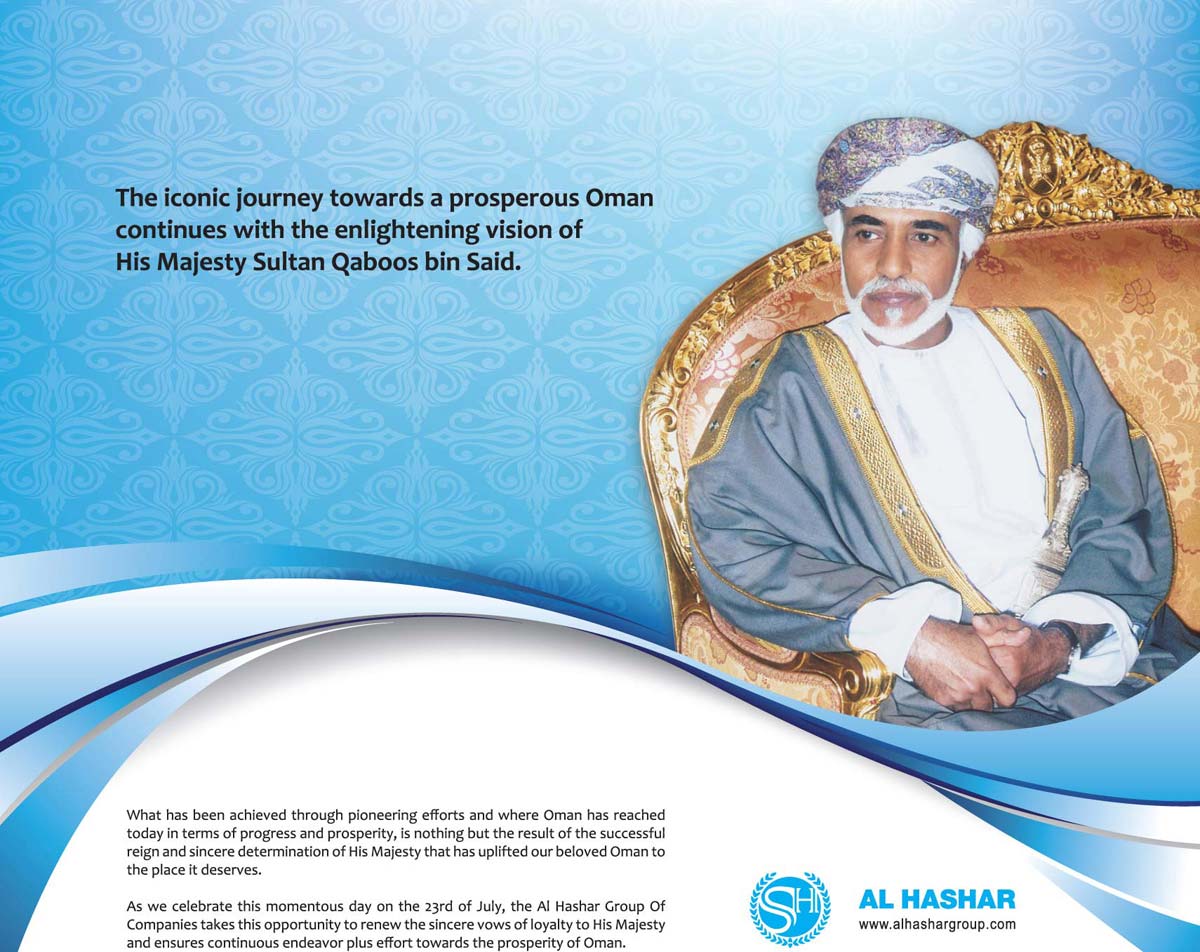 The iconic journey towards a prosperous Oman
continues with the enlightening vision of
His Majesty Sultan Qaboos bin Said.
What has been achieved through pioneering efforts and where Oman has reached
today in terms of progress and prosperity, is nothing but the result of the successful
reign and sincere determination of His Majesty that has uplifted our beloved Oman to
the place it deserves.
As we celebrate this momentous day on the 23rd of July, the Al Hashar Group Of
Companies takes this opportunity to renew the sincere vows of loyalty to His Majesty
and ensures continuous endeavor plus effort towards the prosperity of Oman.
SH
AL HASHAR
www.alhashargroup.com